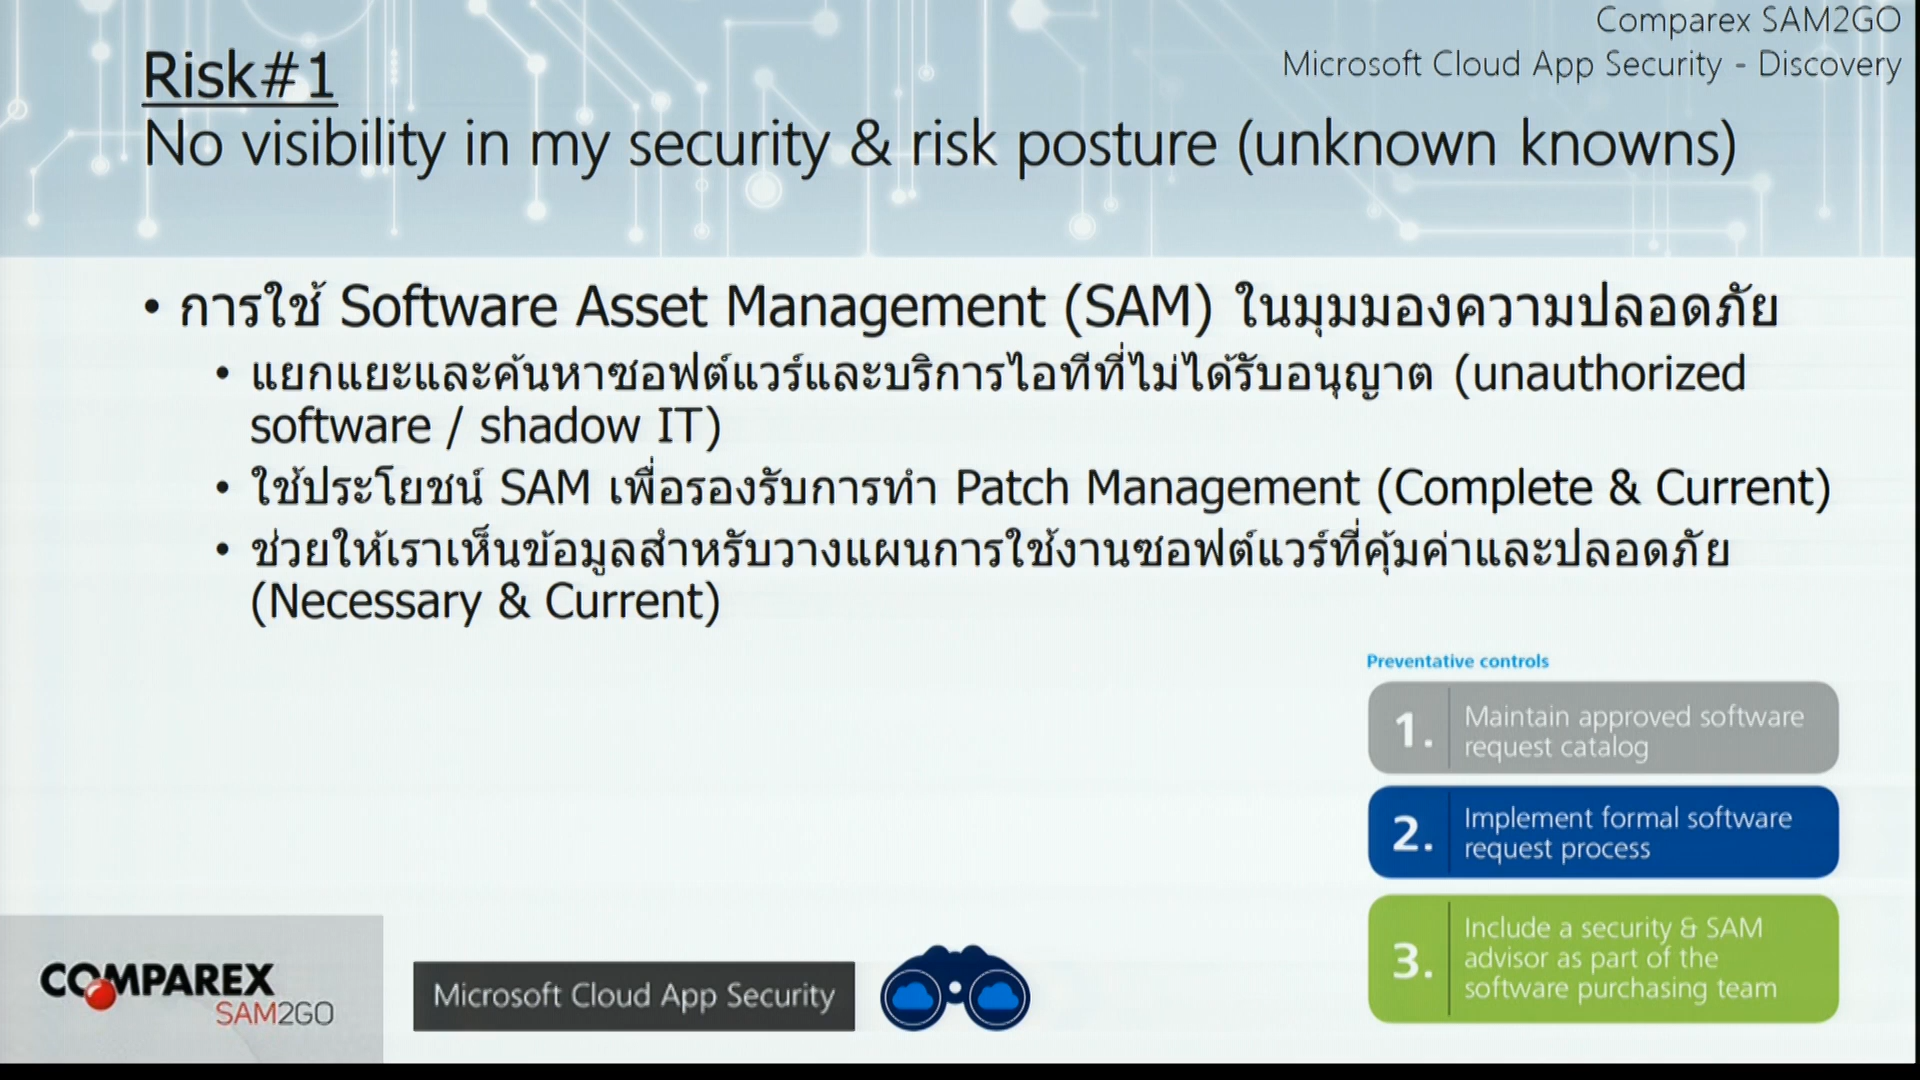 Comparex SAM2GO
Microsoft Cloud App Security - Discovery
Risk#1
No visibility in my security & risk posture (unknown knowns)
• การใช้ Software Asset Management (SAM) ในมุมมองความปลอดภัย
• แยกแยะและค้นหาซอฟต์แวร์และบริการไอทีที่ไม่ได้รับอนุญาต (unauthorized
software / shadow IT)
• ใช้ประโยชน์ SAM เพื่อรองรับการทำ Patch Management (Complete & Current)
• ช่วยให้เราเห็นข้อมูลสำหรับวางแผนการใช้งานซอฟต์แวร์ที่คุ้มค่าและปลอดภัย
(Necessary & Current)
Preventative controls
1. Maintain approved software
request catalog
2. Implement formal software
request process
3. Include a security & SAM
advisor as part of the
software purchasing team
COMPAREX
SAM2GO
Microsoft Cloud App Security